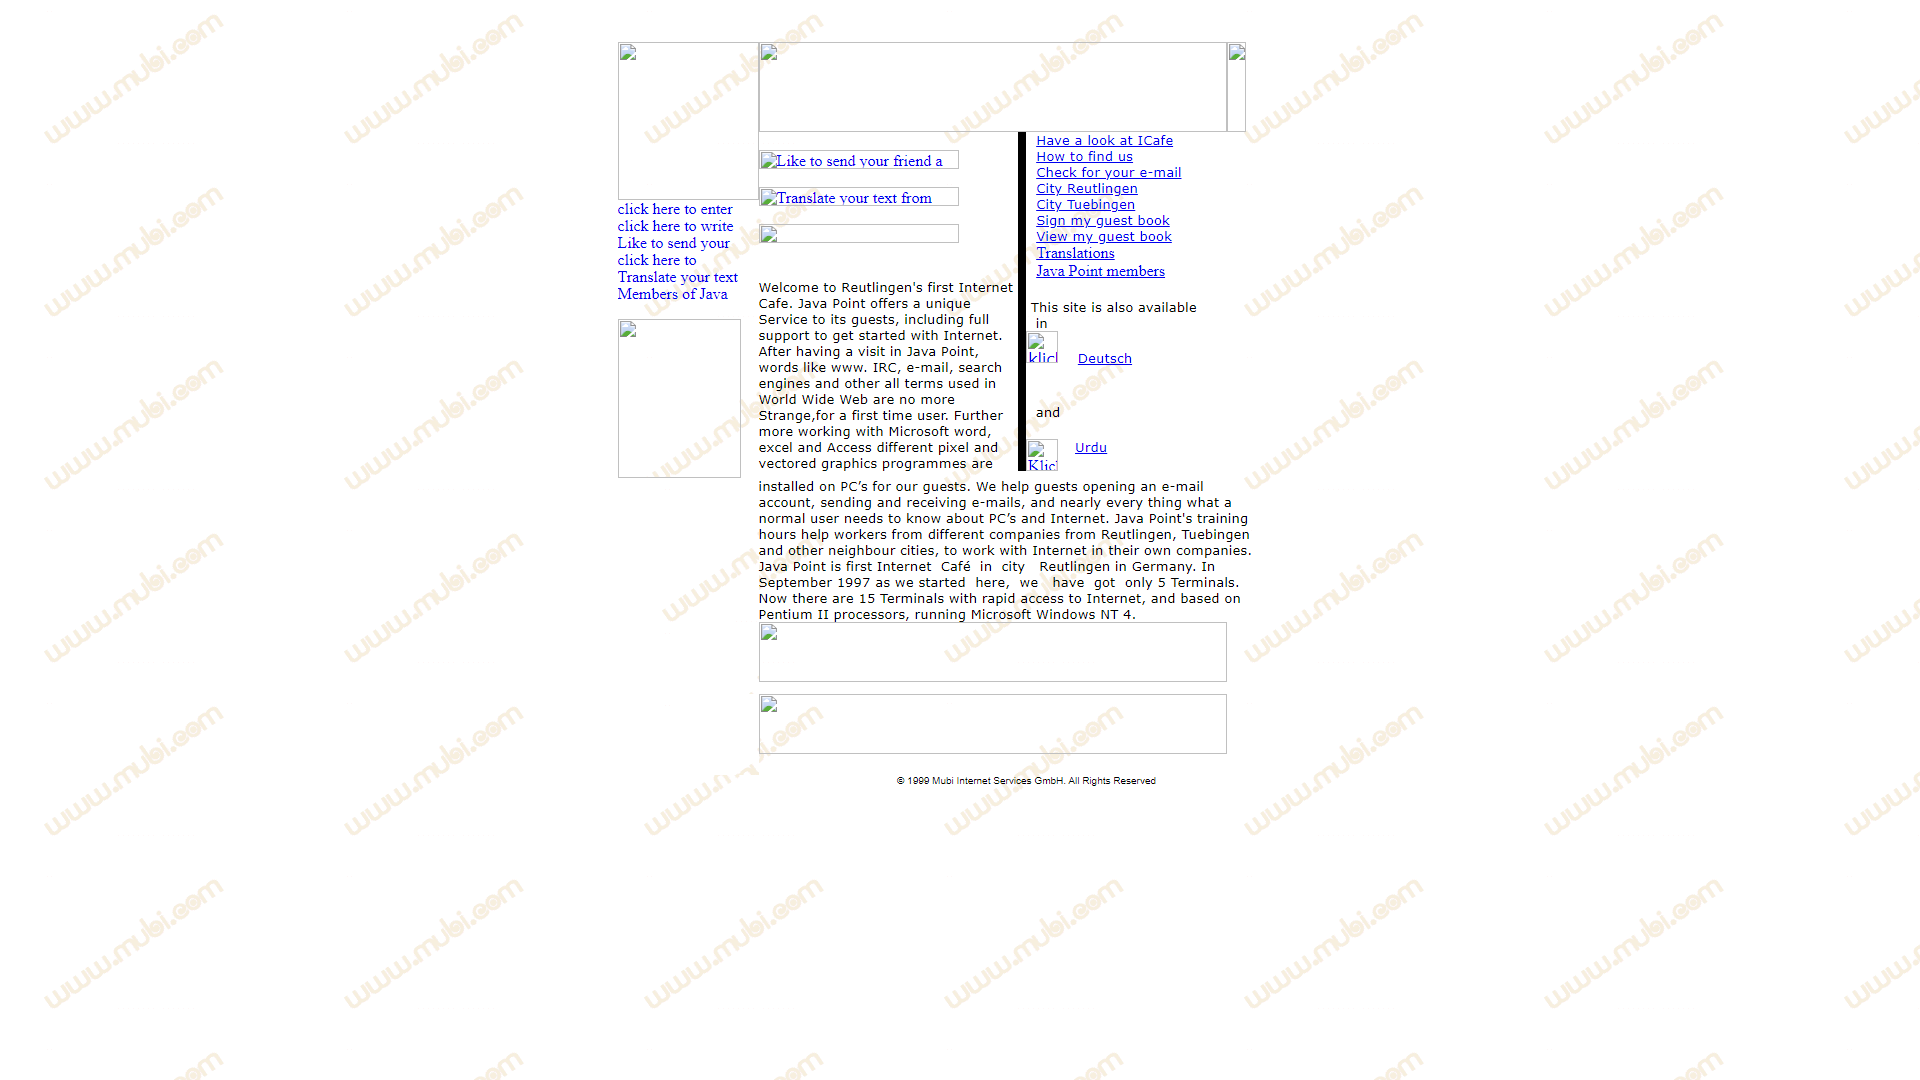 click here to enter
click here to write
Like to send your
click here to
Translate your text
Members of Java
Like to send your friend a
Translate your text from
Have a look at ICafe
How to find us
Check for your e-mail
City Reutlingen
City Tuebingen
Sign my guest book
View my guest book
Translations
Java Point members
This site is also available
in
klicl
Deutsch
and
Klicl
Urdu
Welcome to Reutlingen's first Internet
Cafe. Java Point offers a unique
Service to its guests, including full
support to get started with Internet.
After having a visit in Java Point,
words like www. IRC, e-mail, search
engines and other all terms used in
World Wide Web are no more
Strange,for a first time user. Further
more working with Microsoft word,
excel and Access different pixel and
vectored graphics programmes are
installed on PC’s for our guests. We help guests opening an e-mail
account, sending and receiving e-mails, and nearly every thing what a
normal user needs to know about PC’s and Internet. Java Point's training
hours help workers from different companies from Reutlingen, Tuebingen
and other neighbour cities, to work with Internet in their own companies.
Java Point is first Internet Café in city Reutlingen in Germany. In
September 1997 as we started here, we have got only 5 Terminals.
Now there are 15 Terminals with rapid access to Internet, and based on
Pentium II processors, running Microsoft Windows NT 4.
© 1999 Mubi Internet Services GmbH. All Rights Reserved
www.mubi.com